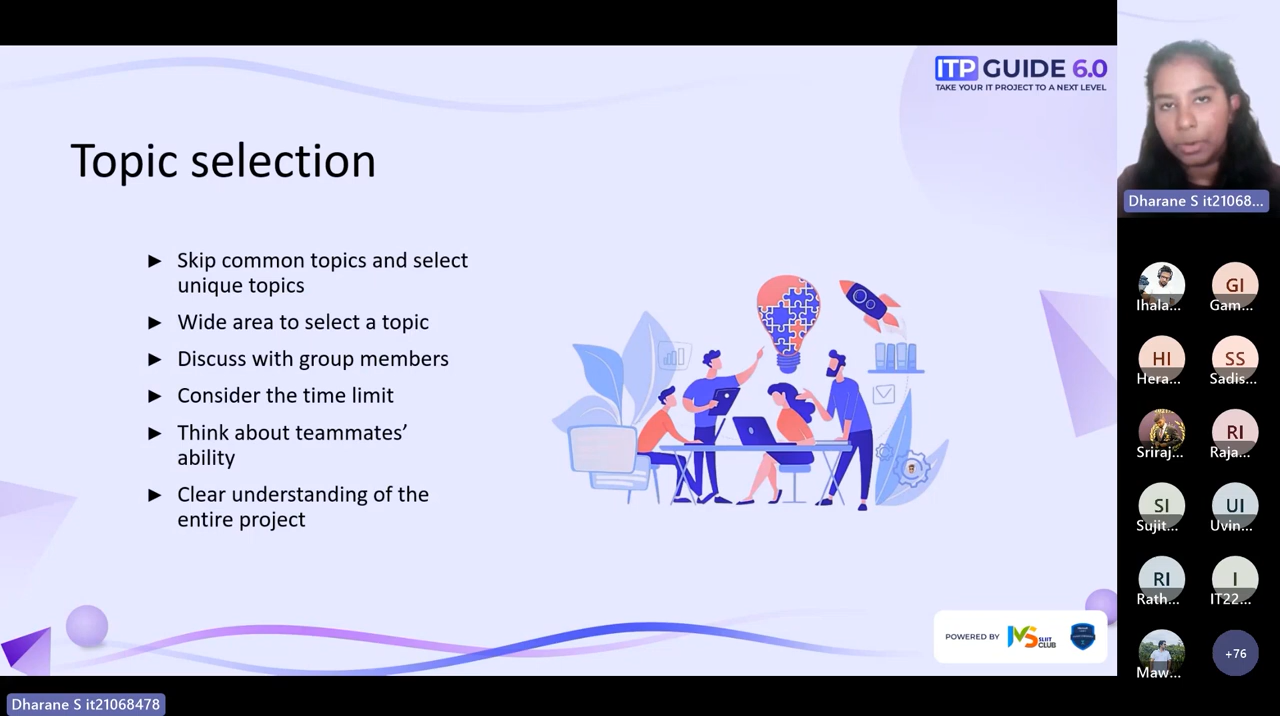 ITP GUIDE 6.0
TAKE YOUR IT PROJECT TO A NEXT LEVEL
Topic selection
► Skip common topics and select
unique topics
► Wide area to select a topic
► Discuss with group members
► Consider the time limit
► Think about teammates’
ability
► Clear understanding of the
entire project
POWERED BY
MS SLIIT
CLUB
Dharane S it21068478
Dharane S it21068...
Ihala...
GI
Gam...
HI
Hera...
SS
Sadis...
Sriraj...
RI
Raja...
SI
Sujit...
UI
Uvin...
RI
Rath...
I
IT22...
Maw...
+76